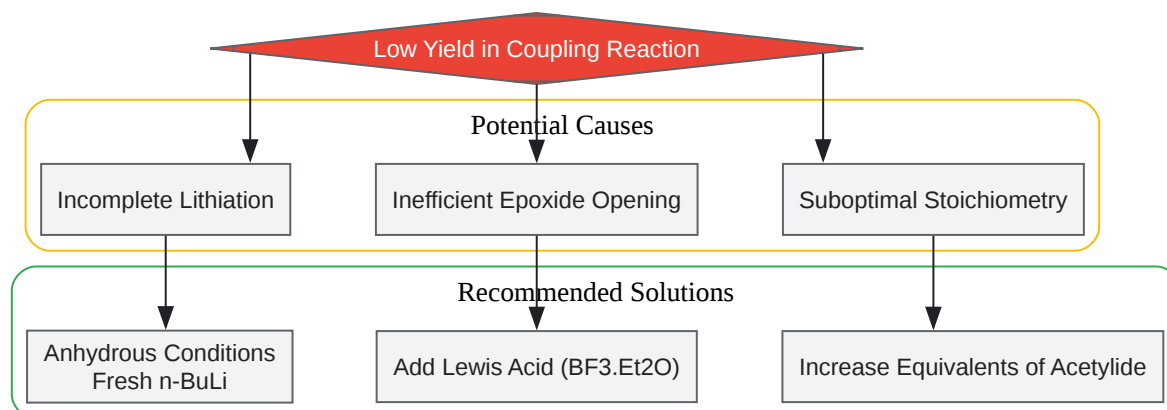 Low Yield in Coupling Reaction
Potential Causes
Incomplete Lithiation
Inefficient Epoxide Opening
Suboptimal Stoichiometry
Recommended Solutions
Anhydrous Conditions
Fresh n-BuLi
Add Lewis Acid (BF3.Et2O)
Increase Equivalents of Acetylide